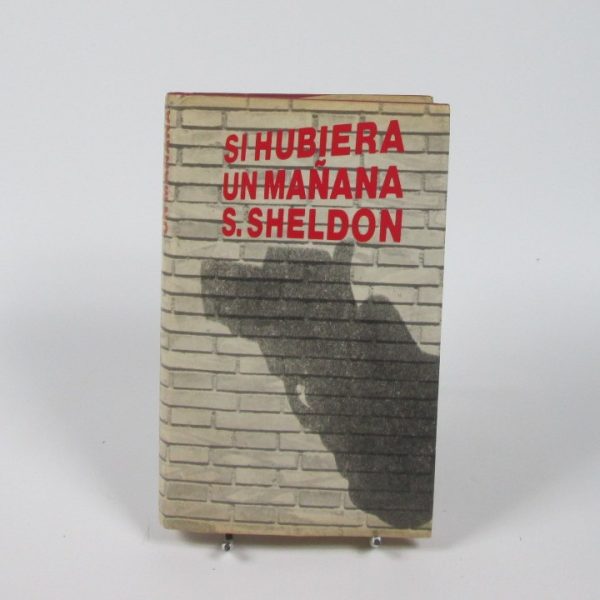 SI HUBIERA
UN MAÑANA
S. SHELDON